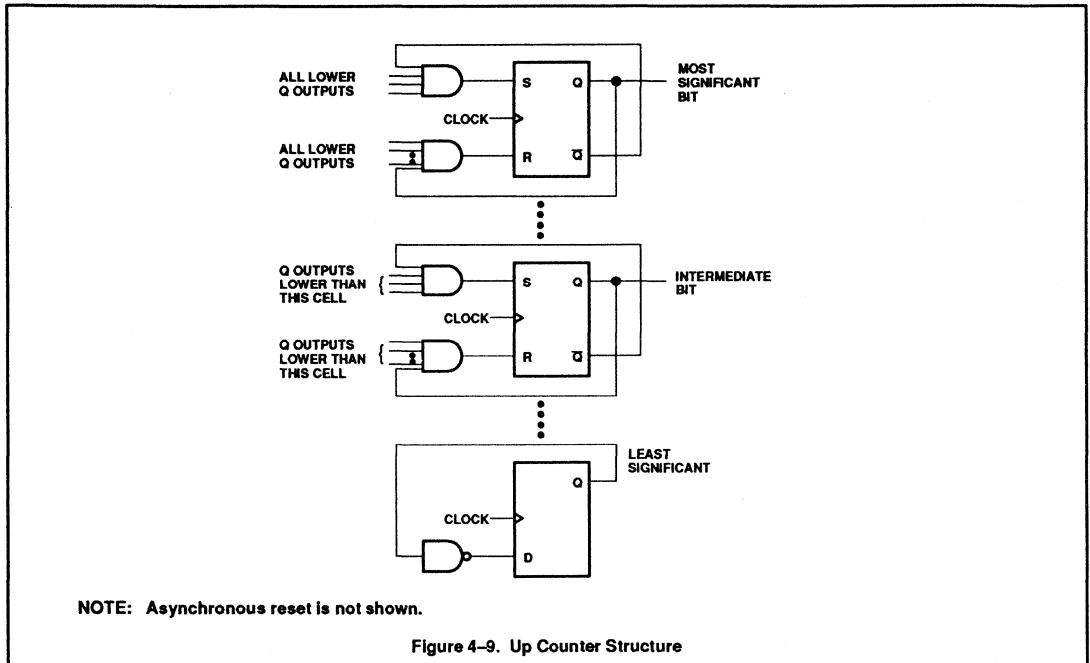 ALL LOWER
Q OUTPUTS
S
Q
MOST
SIGNIFICANT
BIT
CLOCK
ALL LOWER
Q OUTPUTS
R
Q̅
Q OUTPUTS
LOWER THAN
THIS CELL
S
Q
INTERMEDIATE
BIT
CLOCK
Q OUTPUTS
LOWER THAN
THIS CELL
R
Q̅
LEAST
SIGNIFICANT
Q
CLOCK
D
NOTE: Asynchronous reset is not shown.
Figure 4–9. Up Counter Structure